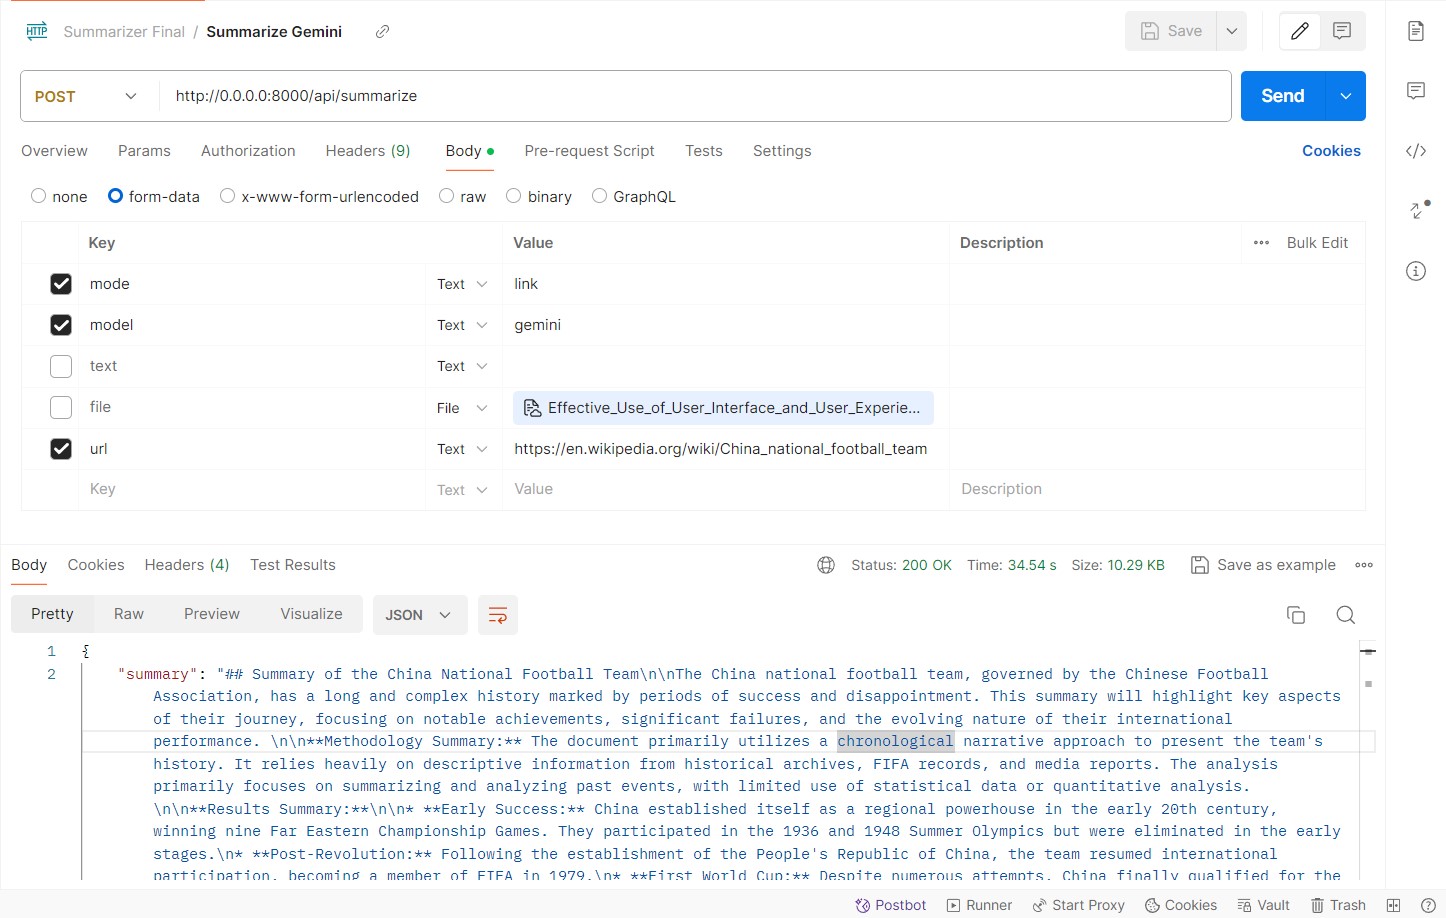 HTTP Summarizer Final / Summarize Gemini Save
POST http://0.0.0.0:8000/api/summarize Send
Overview Params Authorization Headers (9) Body Pre-request Script Tests Settings Cookies
none form-data x-www-form-urlencoded raw binary GraphQL
Key Value Description Bulk Edit
mode Text link
model Text gemini
text Text
file File Effective_Use_of_User_Interface_and_User_Experie...
url Text https://en.wikipedia.org/wiki/China_national_football_team
Key Text Value Description
Body Cookies Headers (4) Test Results Status: 200 OK Time: 34.54 s Size: 10.29 KB Save as example
Pretty Raw Preview Visualize JSON
1 {
2 "summary": "## Summary of the China National Football Team\n\nThe China national football team, governed by the Chinese Football
Association, has a long and complex history marked by periods of success and disappointment. This summary will highlight key aspects
of their journey, focusing on notable achievements, significant failures, and the evolving nature of their international
performance. \n\n**Methodology Summary:** The document primarily utilizes a chronological narrative approach to present the team's
history. It relies heavily on descriptive information from historical archives, FIFA records, and media reports. The analysis
primarily focuses on summarizing and analyzing past events, with limited use of statistical data or quantitative analysis.
\n\n**Results Summary:**\n\n* **Early Success:** China established itself as a regional powerhouse in the early 20th century,
winning nine Far Eastern Championship Games. They participated in the 1936 and 1948 Summer Olympics but were eliminated in the early
stages.\n* **Post-Revolution:** Following the establishment of the People's Republic of China, the team resumed international
participation, becoming a member of FIFA in 1979.\n* **First World Cup:** Despite numerous attempts, China finally qualified for the
Postbot Runner Start Proxy Cookies Vault Trash